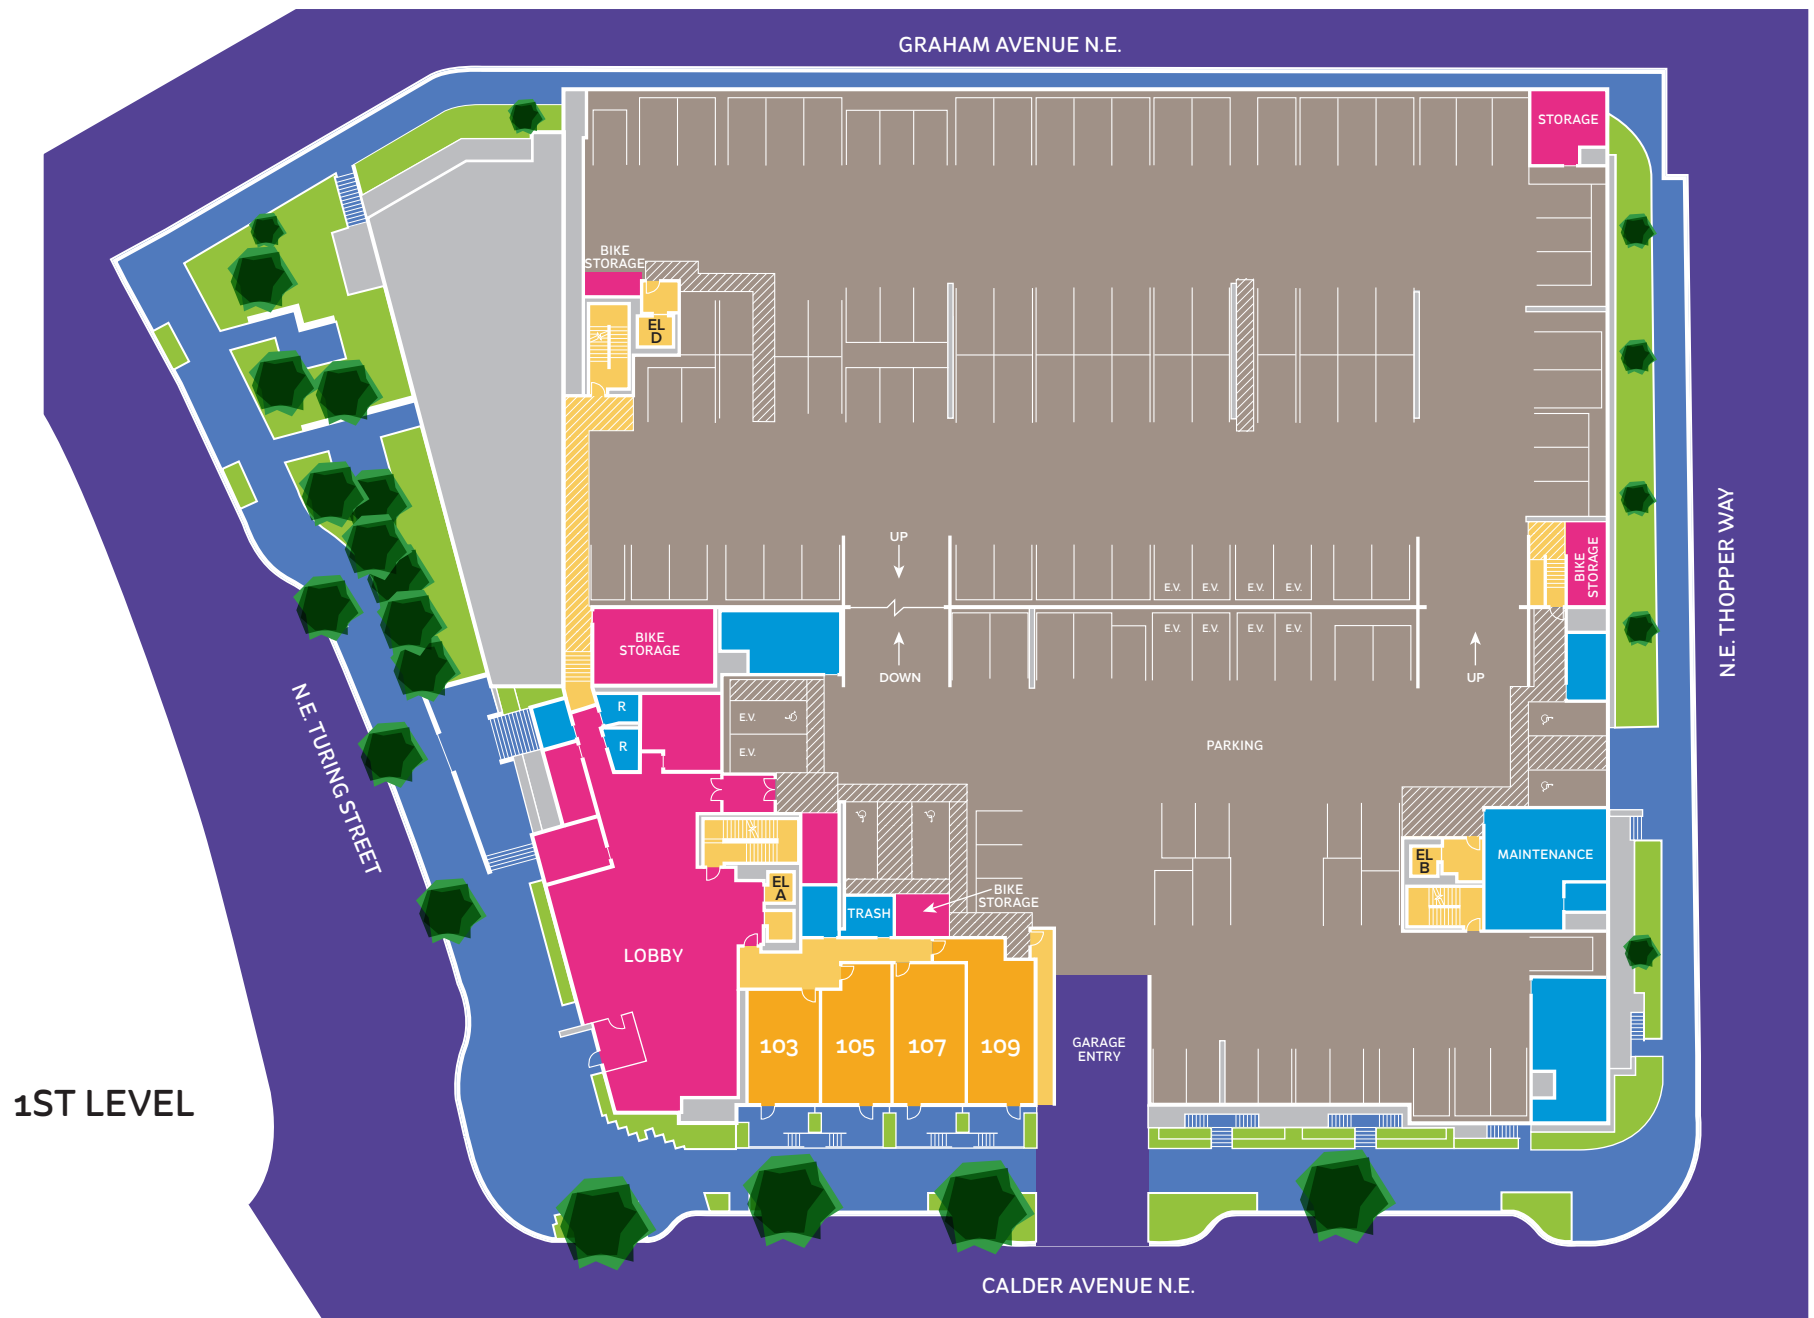 GRAHAM AVENUE N.E.
STORAGE
BIKE
STORAGE
EL
D
UP
E.V. E.V. E.V. E.V.
BIKE
STORAGE
N.E. THOPPER WAY
BIKE
STORAGE
E.V. E.V. E.V. E.V.
DOWN
UP
N.E. TURING STREET
R
E.V.
R
E.V.
PARKING
EL
B
MAINTENANCE
EL
A
BIKE
STORAGE
TRASH
LOBBY
103
105
107
109
GARAGE
ENTRY
1ST LEVEL
CALDER AVENUE N.E.